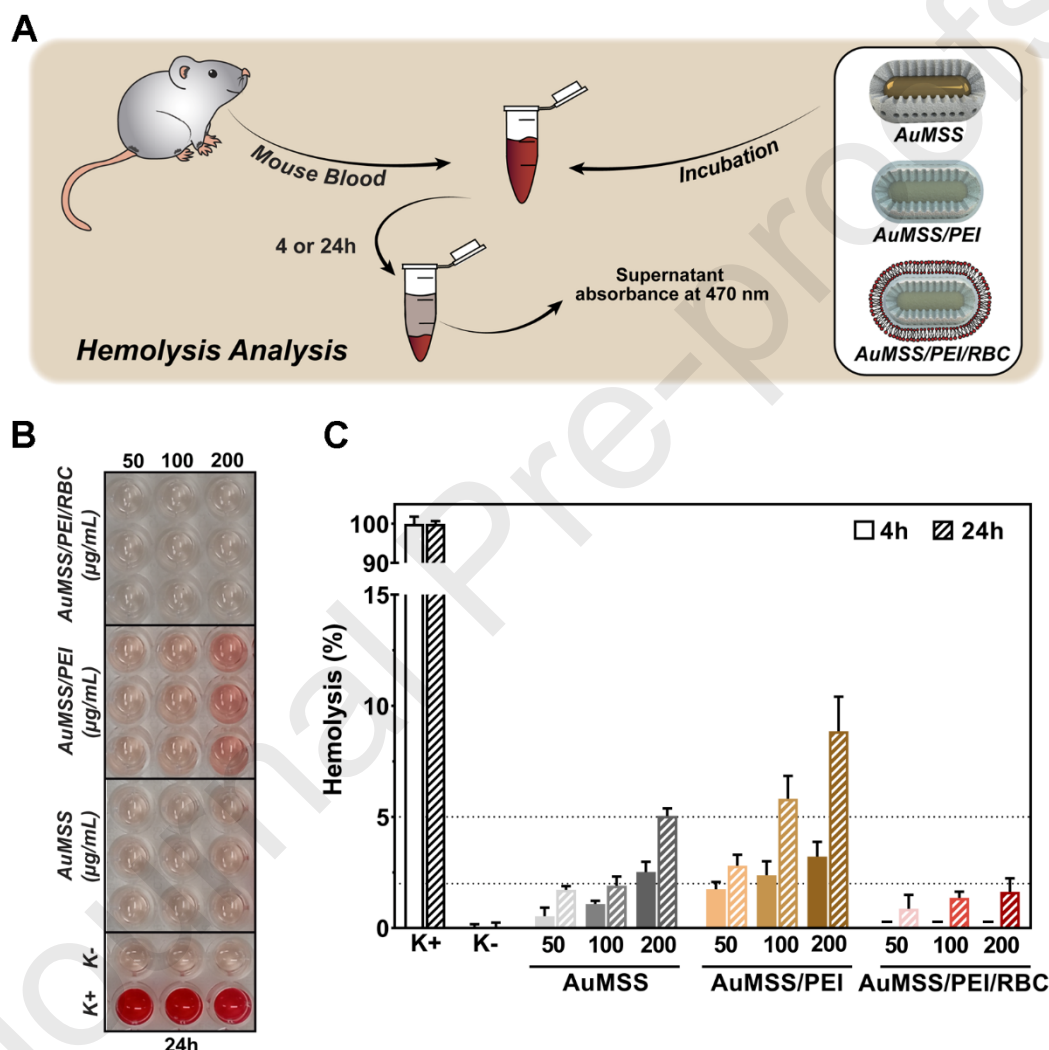 A
Mouse Blood
Incubation
4 or 24h
Supernatant
absorbance at 470 nm
Hemolysis Analysis
AuMSS
AuMSS/PEI
AuMSS/PEI/RBC
B
50 100 200
AuMSS/PEI/RBC
(µg/mL)
AuMSS/PEI
(µg/mL)
AuMSS
(µg/mL)
K-
K+
24h
C
Hemolysis (%)
100
90
15
10
5
0
4h 24h
K+ K- 50 100 200 50 100 200 50 100 200
AuMSS AuMSS/PEI AuMSS/PEI/RBC
Journal Pre-proofs